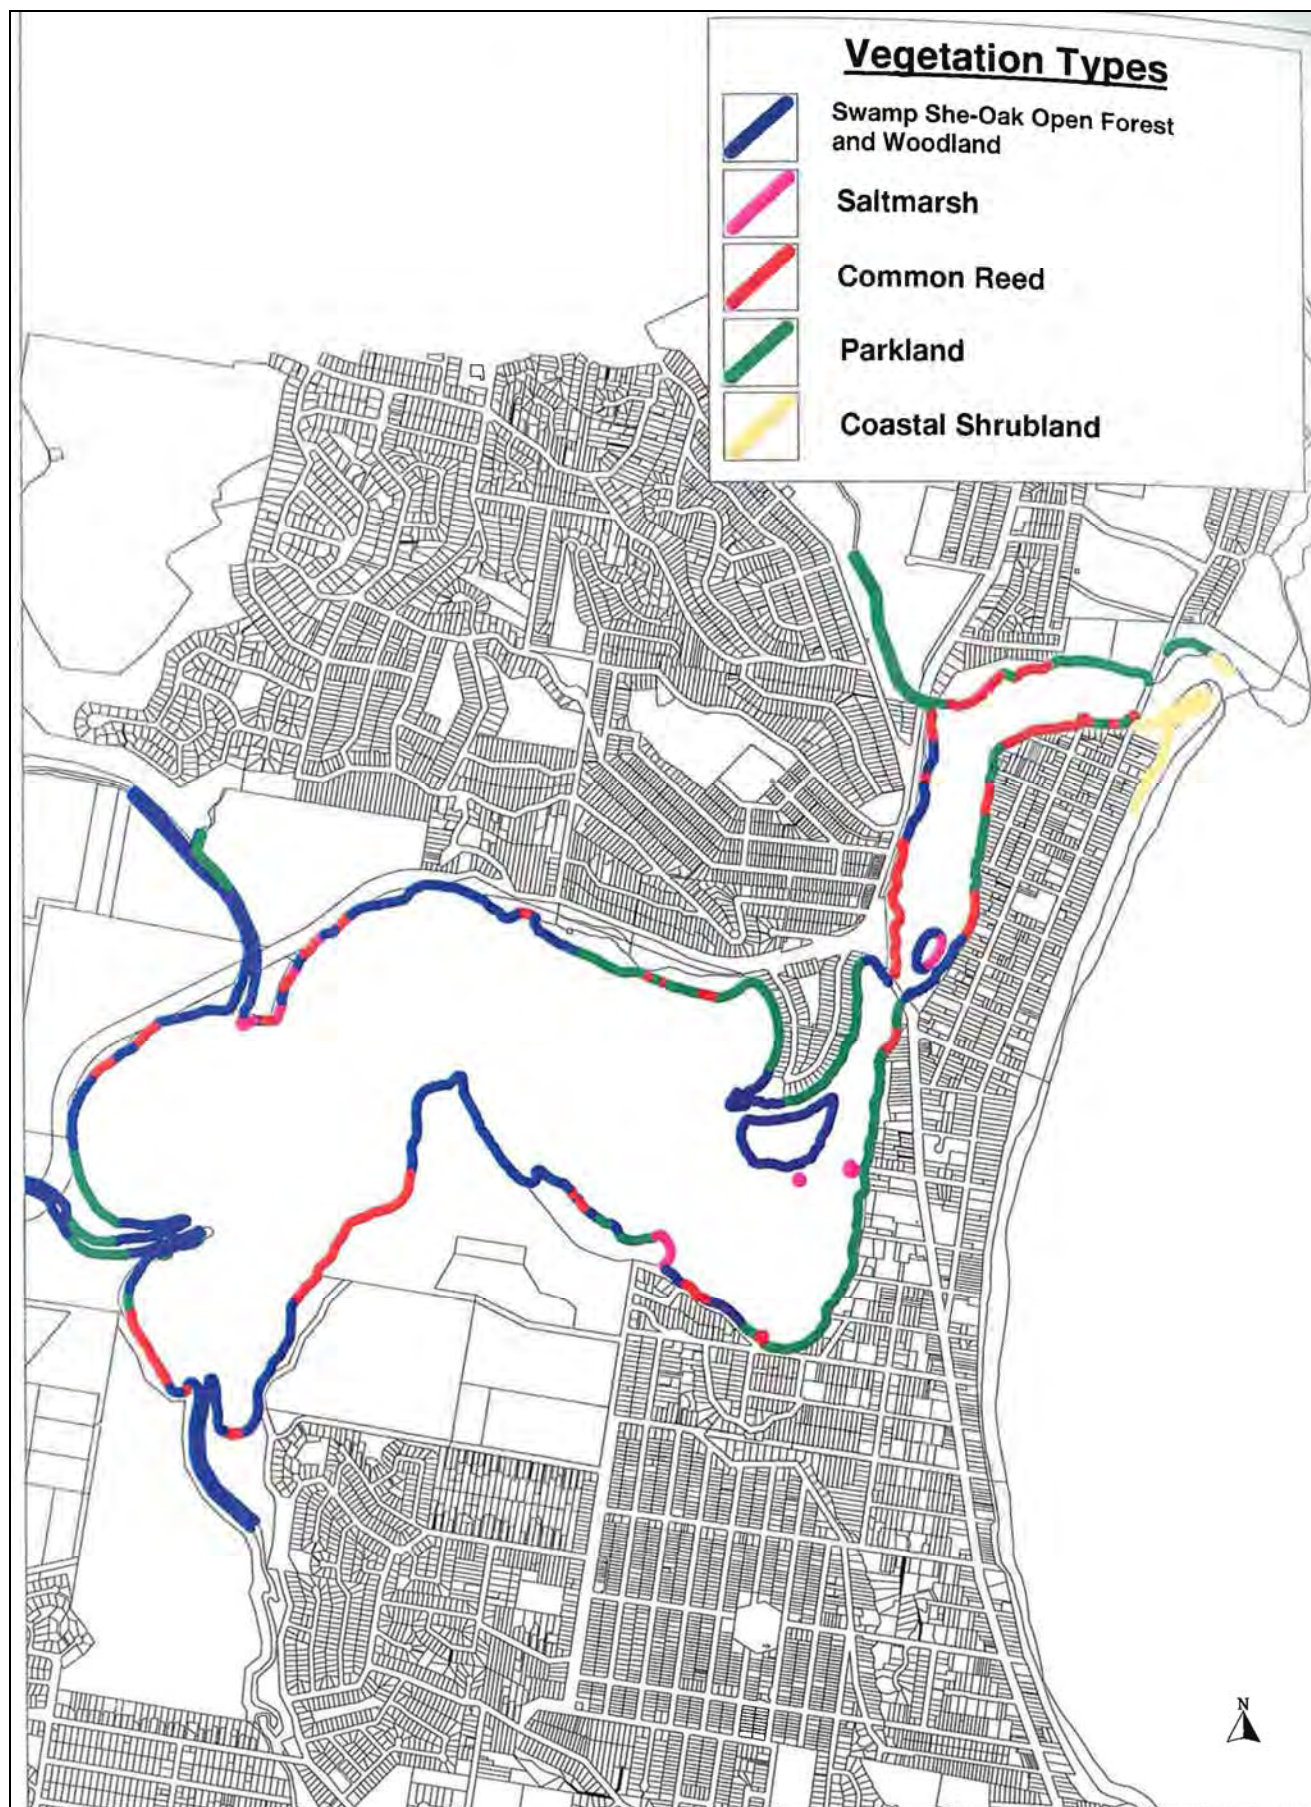 Vegetation Types
Swamp She-Oak Open Forest
and Woodland
Saltmarsh
Common Reed
Parkland
Coastal Shrubland
N